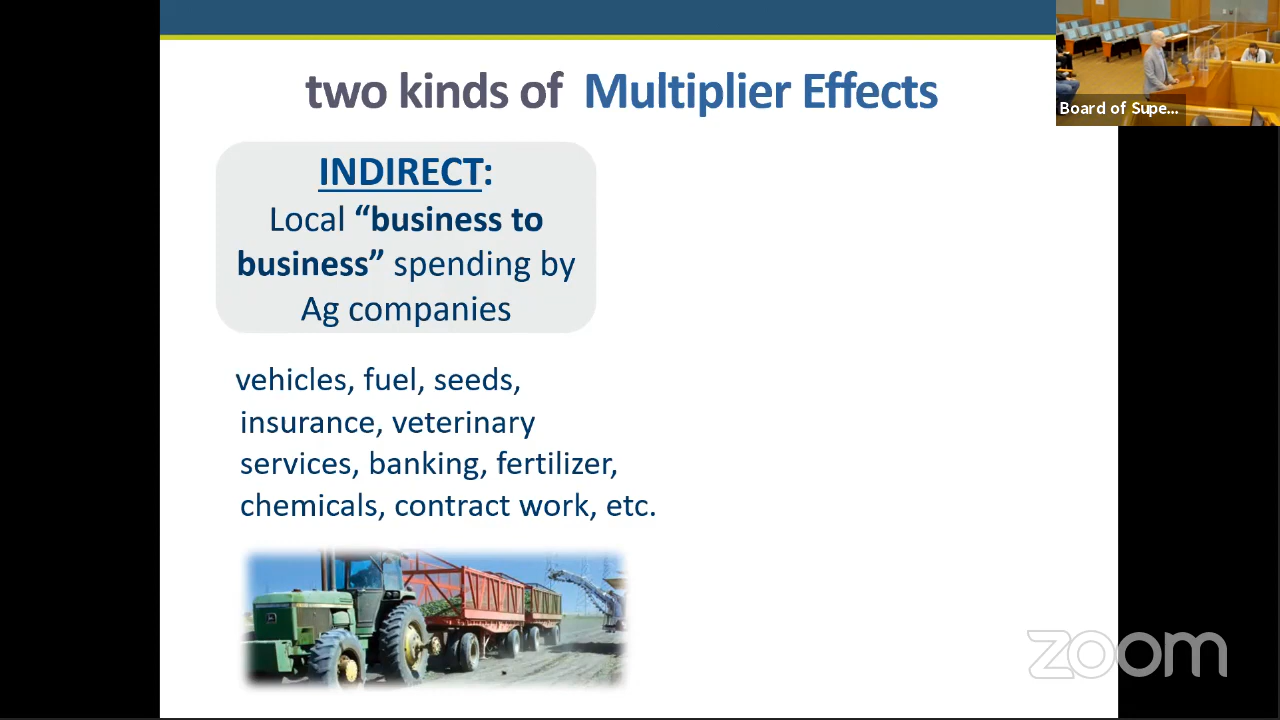 two kinds of Multiplier Effects
Board of Supe...
INDIRECT:
Local “business to
business” spending by
Ag companies
vehicles, fuel, seeds,
insurance, veterinary
services, banking, fertilizer,
chemicals, contract work, etc.
zoom